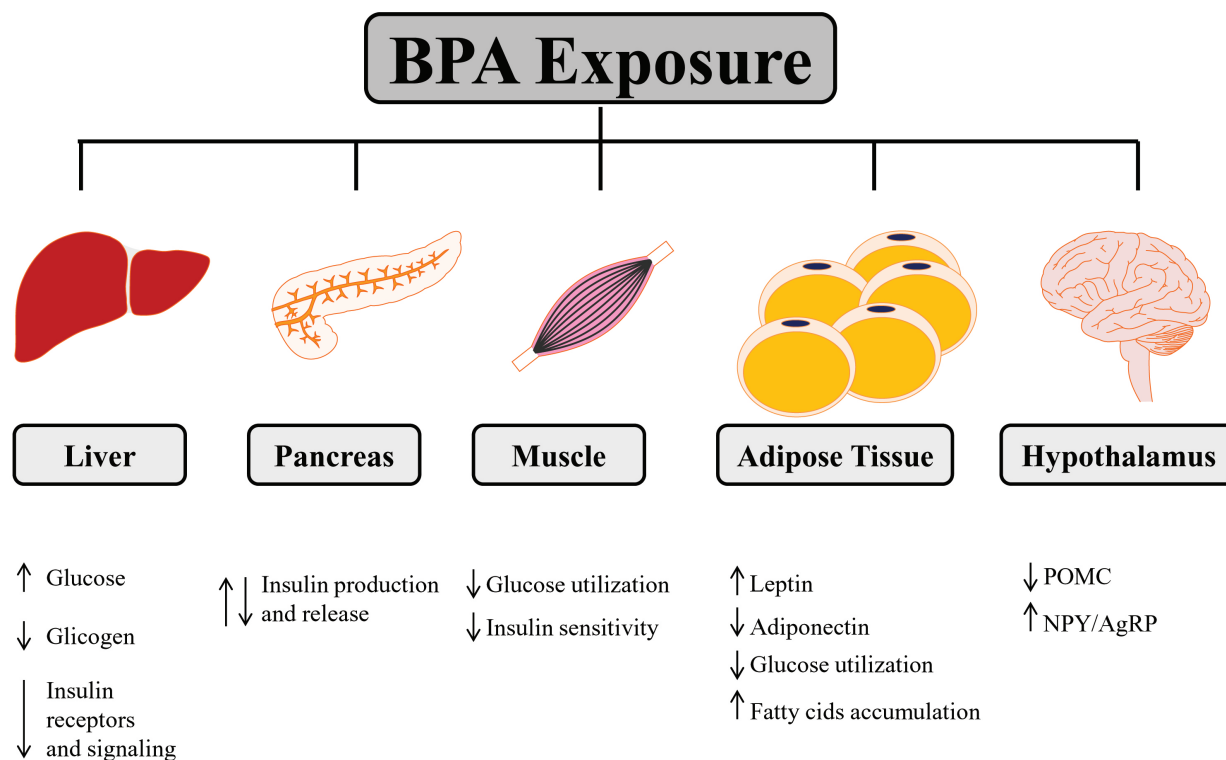 BPA Exposure
Liver
Pancreas
Muscle
Adipose Tissue
Hypothalamus
↑ Glucose
↓ Glicogen
↓ Insulin
receptors
and signaling
↑↓ Insulin production
and release
↓ Glucose utilization
↓ Insulin sensitivity
↑ Leptin
↓ Adiponectin
↓ Glucose utilization
↑ Fatty cids accumulation
↓ POMC
↑ NPY/AgRP